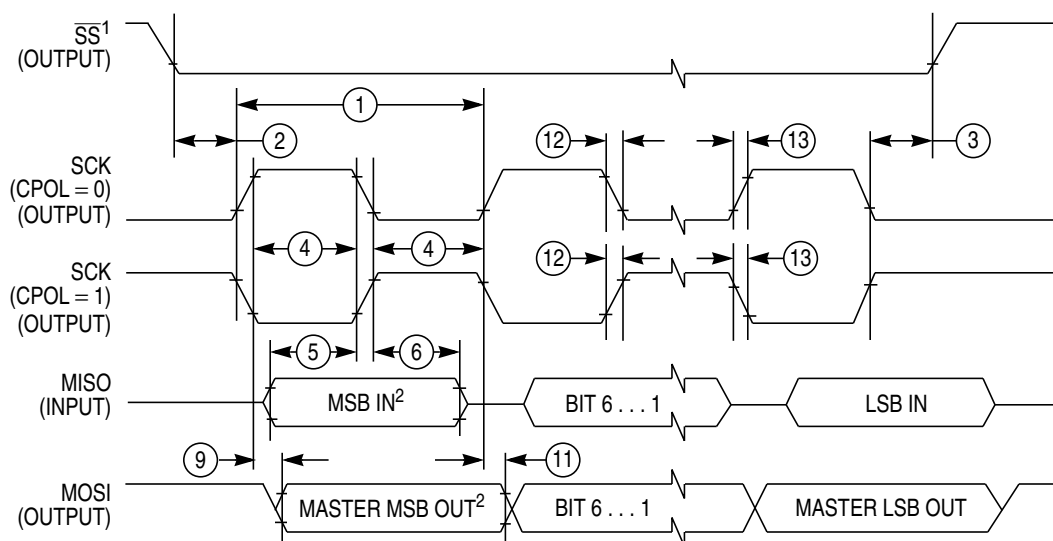 SS¹
(OUTPUT)
1
2
12
13
3
SCK
(CPOL = 0)
(OUTPUT)
4
4
SCK
(CPOL = 1)
(OUTPUT)
12
13
5
6
MISO
(INPUT)
MSB IN²
BIT 6 . . . 1
LSB IN
9
11
MOSI
(OUTPUT)
MASTER MSB OUT²
BIT 6 . . . 1
MASTER LSB OUT